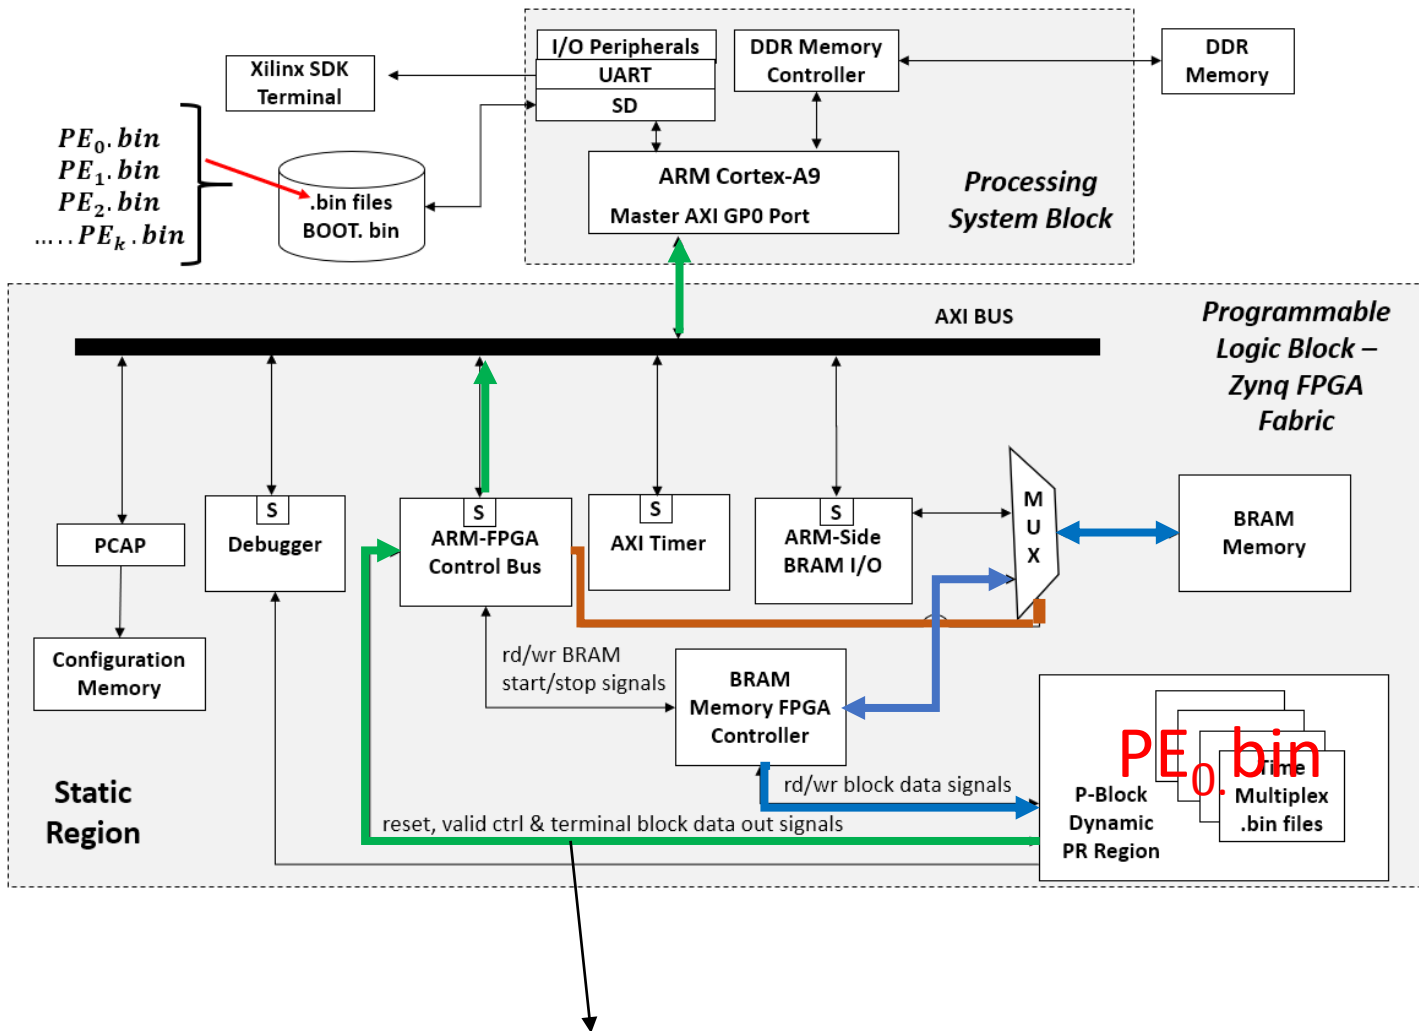 I/O Peripherals
UART
SD
DDR Memory
Controller
DDR
Memory
Xilinx SDK
Terminal
PE0.bin
PE1.bin
PE2.bin
..... PEk .bin
.bin files
BOOT. bin
ARM Cortex-A9
Master AXI GP0 Port
Processing
System Block
AXI BUS
Programmable
Logic Block –
Zynq FPGA
Fabric
PCAP
Configuration
Memory
S
Debugger
S
ARM-FPGA
Control Bus
S
AXI Timer
S
ARM-Side
BRAM I/O
M
U
X
BRAM
Memory
rd/wr BRAM
start/stop signals
BRAM
Memory FPGA
Controller
rd/wr block data signals
reset, valid ctrl & terminal block data out signals
Static
Region
PE0.bin
P-Block
Dynamic
PR Region
Time
Multiplex
.bin files